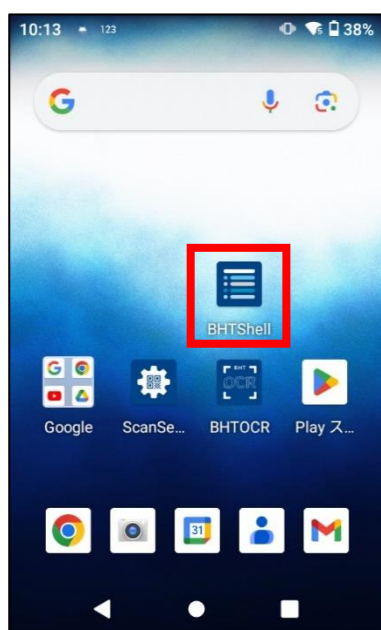 10:13 123 38%
BHTShell
BHT
OCR
Google ScanSe... BHTOCR Play ス...
31